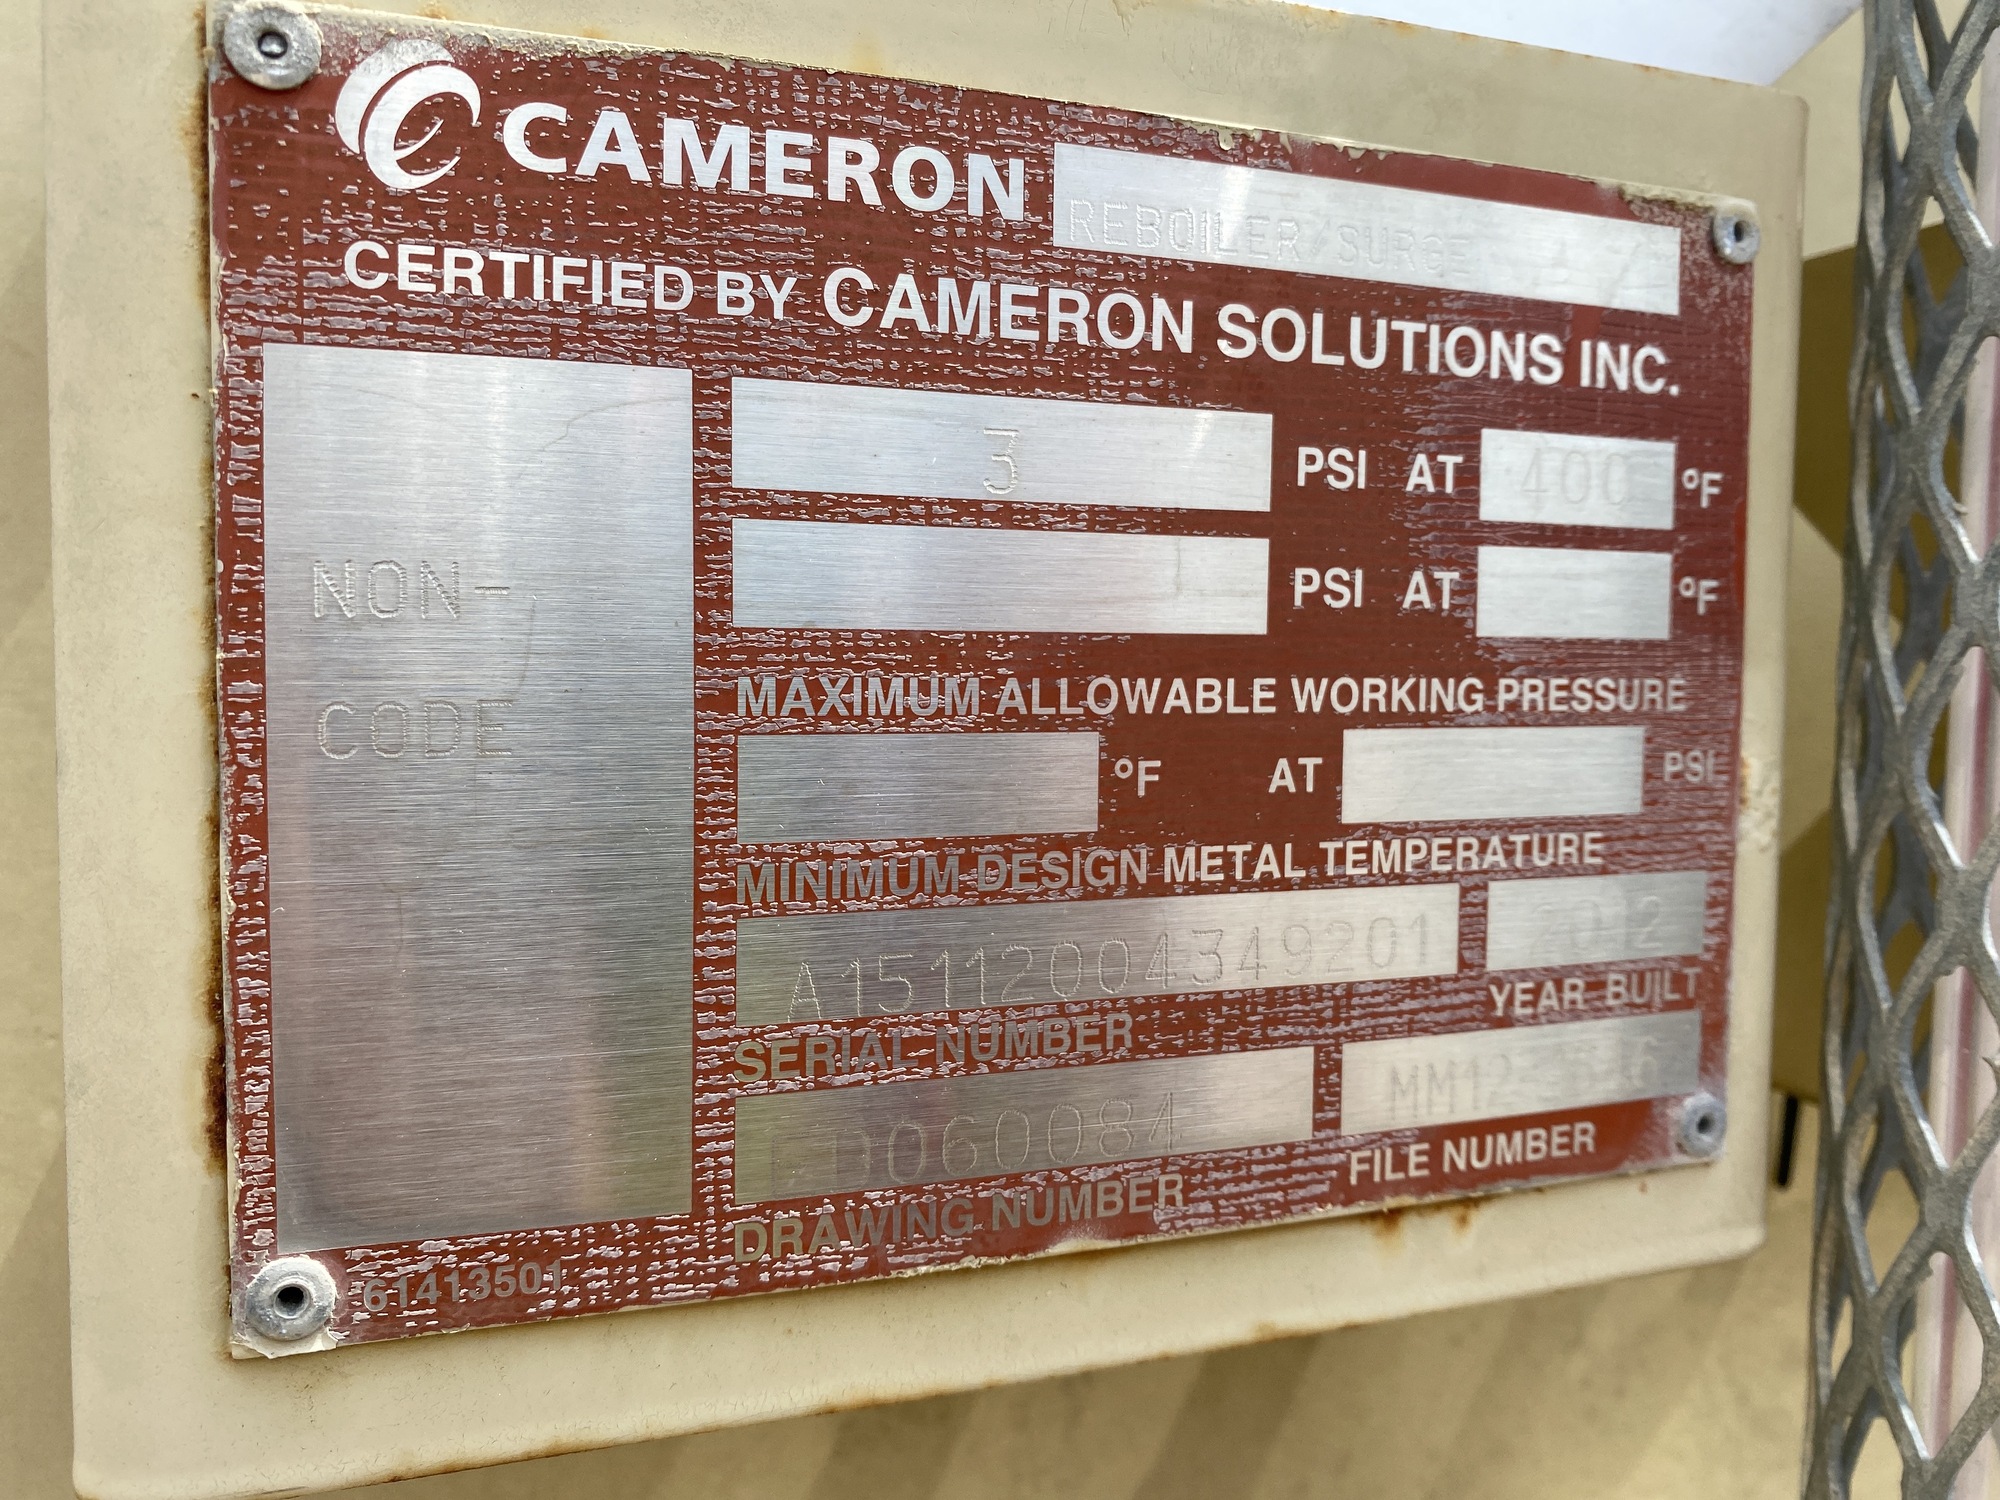 CAMERON
REBOILER/SURGE
CERTIFIED BY CAMERON SOLUTIONS INC.
NON-
CODE
3 PSI AT 400 °F
PSI AT °F
MAXIMUM ALLOWABLE WORKING PRESSURE
°F AT PSI
MINIMUM DESIGN METAL TEMPERATURE
A15112004349201 2012
SERIAL NUMBER YEAR BUILT
DRAWING NUMBER FILE NUMBER
61413501